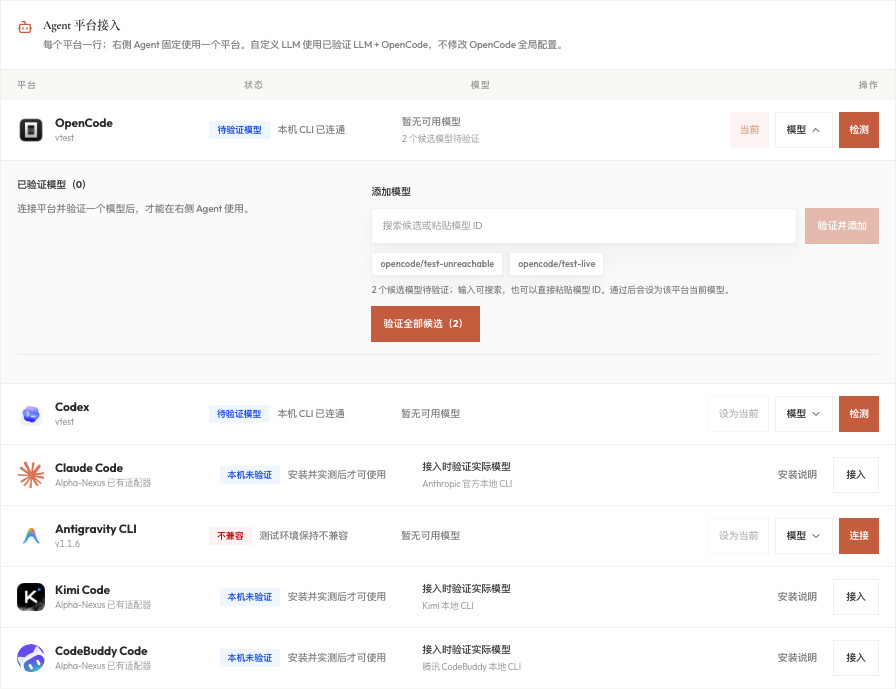 Agent 平台接入
每个平台一行；右侧 Agent 固定使用一个平台。自定义 LLM 使用已验证 LLM + OpenCode，不修改 OpenCode 全局配置。
平台 状态 模型 操作
OpenCode
vtest
待验证模型 本机 CLI 已连通
暂无可用模型
2 个候选模型待验证
当前 模型 检测
已验证模型（0）
连接平台并验证一个模型后，才能在右侧 Agent 使用。
添加模型
搜索候选或粘贴模型 ID
验证并添加
opencode/test-unreachable opencode/test-live
2 个候选模型待验证；输入可搜索，也可以直接粘贴模型 ID。通过后会设为该平台当前模型。
验证全部候选（2）
Codex
vtest
待验证模型 本机 CLI 已连通
暂无可用模型
设为当前 模型 检测
Claude Code
Alpha-Nexus 已有适配器
本机未验证 安装并实测后才可使用
接入时验证实际模型
Anthropic 官方本地 CLI
安装说明 接入
Antigravity CLI
v1.1.6
不兼容 测试环境保持不兼容
暂无可用模型
设为当前 模型 连接
Kimi Code
Alpha-Nexus 已有适配器
本机未验证 安装并实测后才可使用
接入时验证实际模型
Kimi 本地 CLI
安装说明 接入
CodeBuddy Code
Alpha-Nexus 已有适配器
本机未验证 安装并实测后才可使用
接入时验证实际模型
腾讯 CodeBuddy 本地 CLI
安装说明 接入